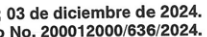 ; 03 de diciembre de 2024.
o No. 200012000/636/2024.